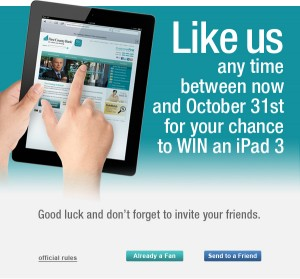 Like us
any time
between now
and October 31st
for your chance
to WIN an iPad 3
Good luck and don't forget to invite your friends.
official rules
Already a Fan
Send to a Friend